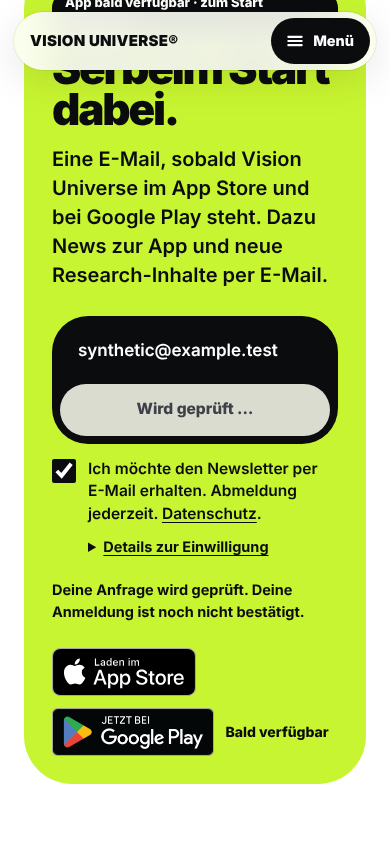 App bald verfügbar · zum Start
VISION UNIVERSE®
Menü
Sei beim Start
dabei.
Eine E-Mail, sobald Vision
Universe im App Store und
bei Google Play steht. Dazu
News zur App und neue
Research-Inhalte per E-Mail.
synthetic@example.test
Wird geprüft …
Ich möchte den Newsletter per
E-Mail erhalten. Abmeldung
jederzeit. Datenschutz.
Details zur Einwilligung
Deine Anfrage wird geprüft. Deine
Anmeldung ist noch nicht bestätigt.
Laden im
App Store
JETZT BEI
Google Play
Bald verfügbar